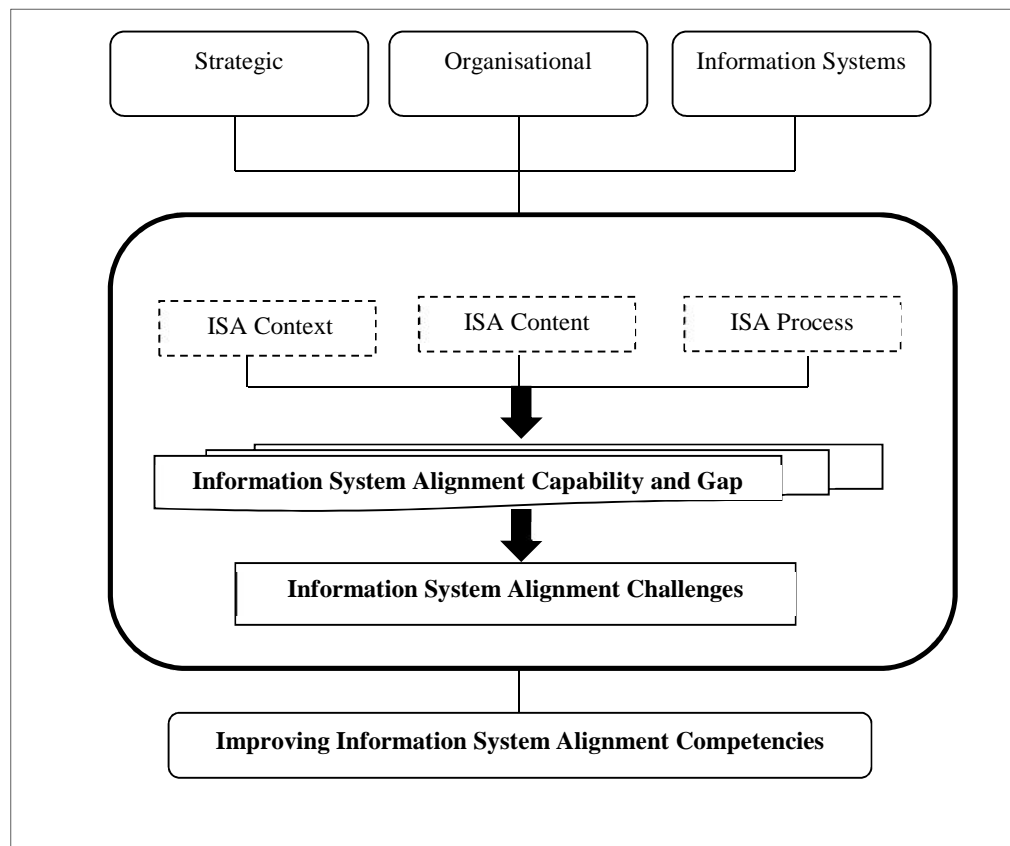 Strategic
Organisational
Information Systems
ISA Context
ISA Content
ISA Process
Information System Alignment Capability and Gap
Information System Alignment Challenges
Improving Information System Alignment Competencies